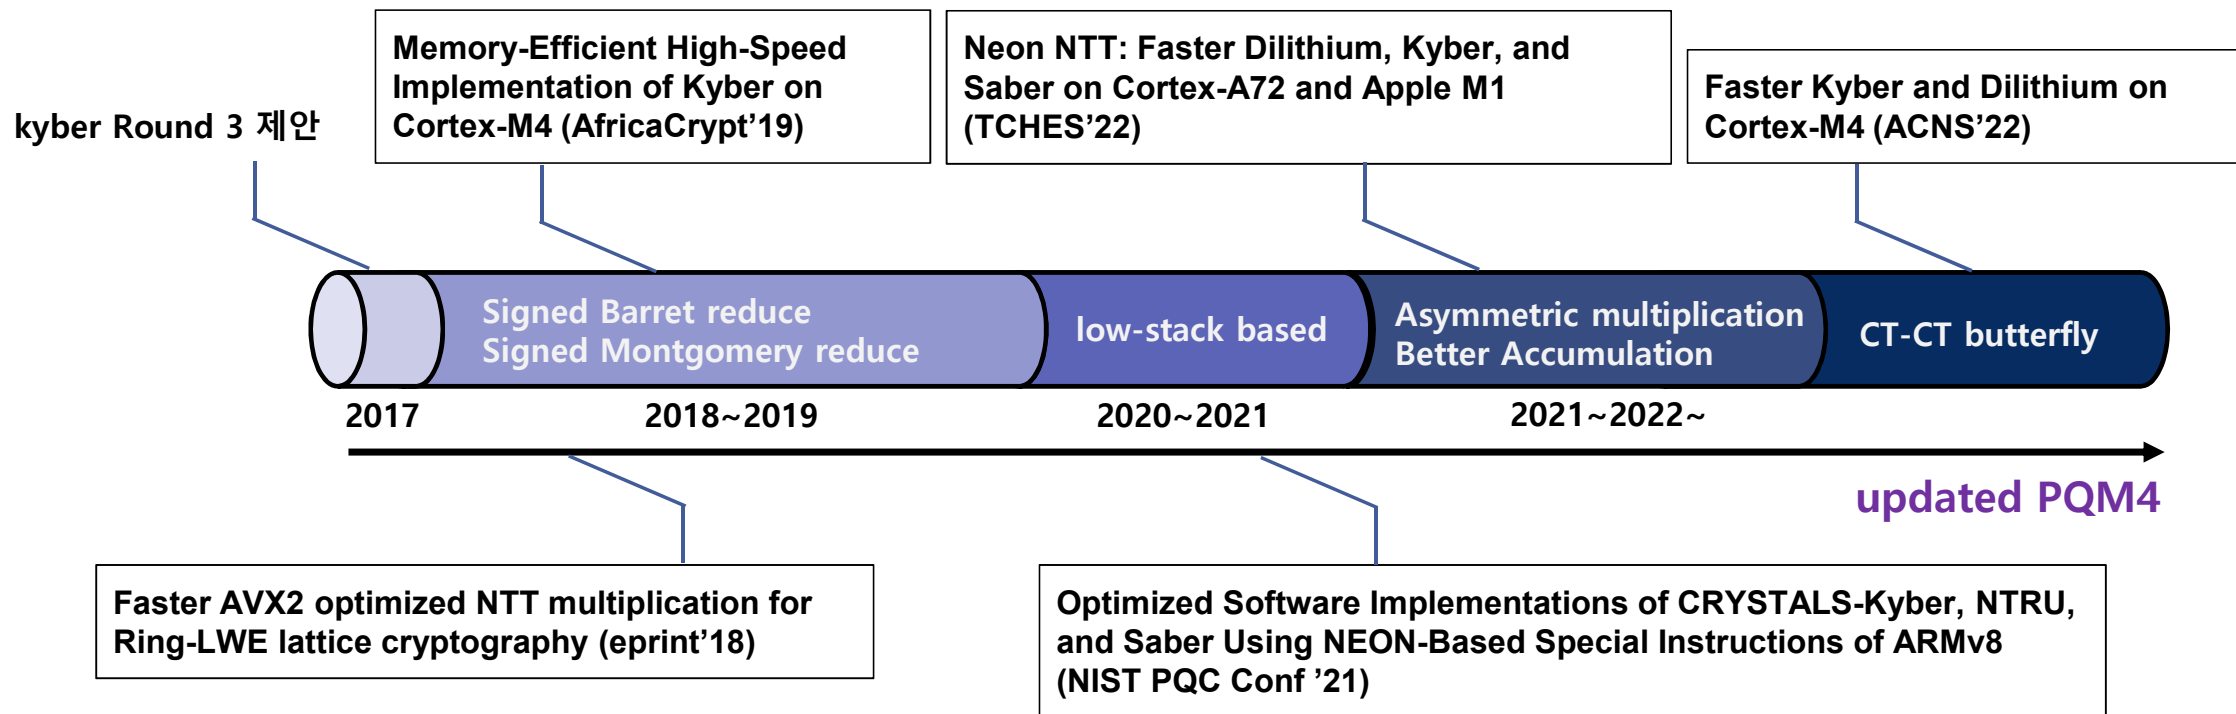 kyber Round 3 제안
Memory-Efficient High-Speed
Implementation of Kyber on
Cortex-M4 (AfricaCrypt’19)
Neon NTT: Faster Dilithium, Kyber, and
Saber on Cortex-A72 and Apple M1
(TCHES’22)
Faster Kyber and Dilithium on
Cortex-M4 (ACNS’22)
Signed Barret reduce
Signed Montgomery reduce
low-stack based
Asymmetric multiplication
Better Accumulation
CT-CT butterfly
2017
2018~2019
2020~2021
2021~2022~
updated PQM4
Faster AVX2 optimized NTT multiplication for
Ring-LWE lattice cryptography (eprint’18)
Optimized Software Implementations of CRYSTALS-Kyber, NTRU,
and Saber Using NEON-Based Special Instructions of ARMv8
(NIST PQC Conf ’21)